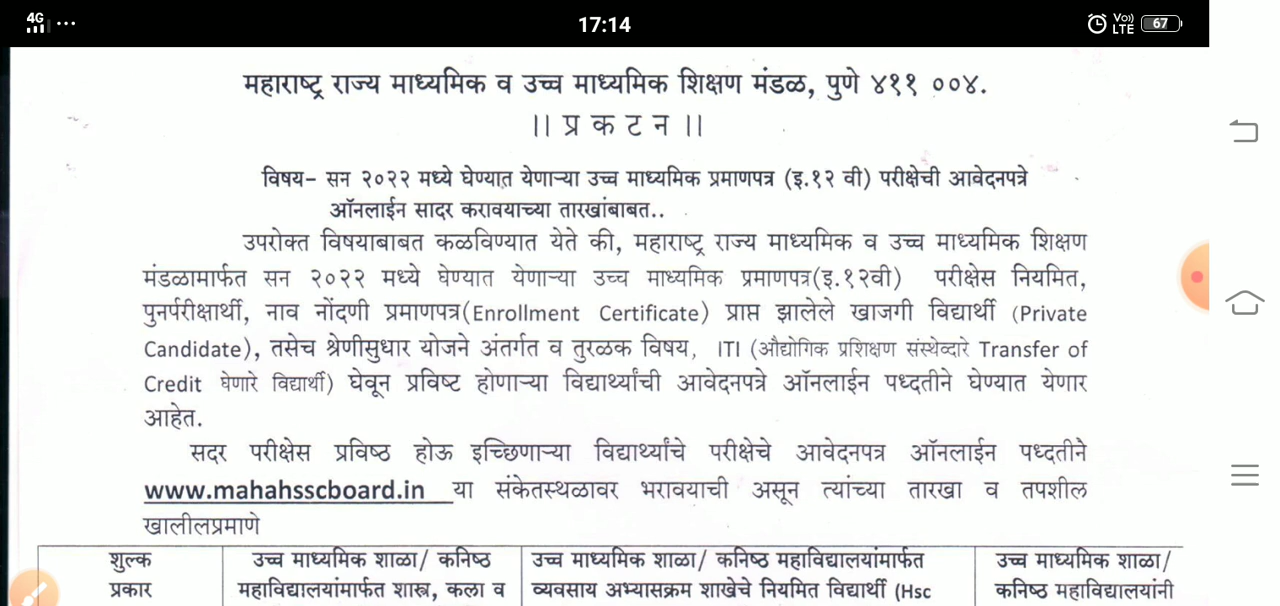 4G ... 17:14 Vo)) LTE 67
महाराष्ट्र राज्य माध्यमिक व उच्च माध्यमिक शिक्षण मंडळ, पुणे ४११ ००४.
|| प्र क ट न ||
विषय- सन २०२२ मध्ये घेण्यात येणाऱ्या उच्च माध्यमिक प्रमाणपत्र (इ.१२ वी) परीक्षेची आवेदनपत्रे
ऑनलाईन सादर करावयाच्या तारखांबाबत..
उपरोक्त विषयाबाबत कळविण्यात येते की, महाराष्ट्र राज्य माध्यमिक व उच्च माध्यमिक शिक्षण
मंडळामार्फत सन २०२२ मध्ये घेण्यात येणाऱ्या उच्च माध्यमिक प्रमाणपत्र(इ.१२वी) परीक्षेस नियमित,
पुनर्परीक्षार्थी, नाव नोंदणी प्रमाणपत्र(Enrollment Certificate) प्राप्त झालेले खाजगी विद्यार्थी (Private
Candidate), तसेच श्रेणीसुधार योजने अंतर्गत व तुरळक विषय, ITI (औद्योगिक प्रशिक्षण संस्थेव्दारे Transfer of
Credit घेणारे विद्यार्थी) घेवून प्रविष्ट होणाऱ्या विद्यार्थ्यांची आवेदनपत्रे ऑनलाईन पध्दतीने घेण्यात येणार
आहेत.
सदर परीक्षेस प्रविष्ठ होऊ इच्छिणाऱ्या विद्यार्थ्यांचे परीक्षेचे आवेदनपत्र ऑनलाईन पध्दतीने
www.mahahsscboard.in या संकेतस्थळावर भरावयाची असून त्यांच्या तारखा व तपशील
खालीलप्रमाणे
शुल्क उच्च माध्यमिक शाळा/ कनिष्ठ उच्च माध्यमिक शाळा/ कनिष्ठ महाविद्यालयांमार्फत उच्च माध्यमिक शाळा/
प्रकार महाविद्यालयांमार्फत शास्त्र, कला व व्यवसाय अभ्यासक्रम शाखेचे नियमित विद्यार्थी (Hsc कनिष्ठ महाविद्यालयांनी